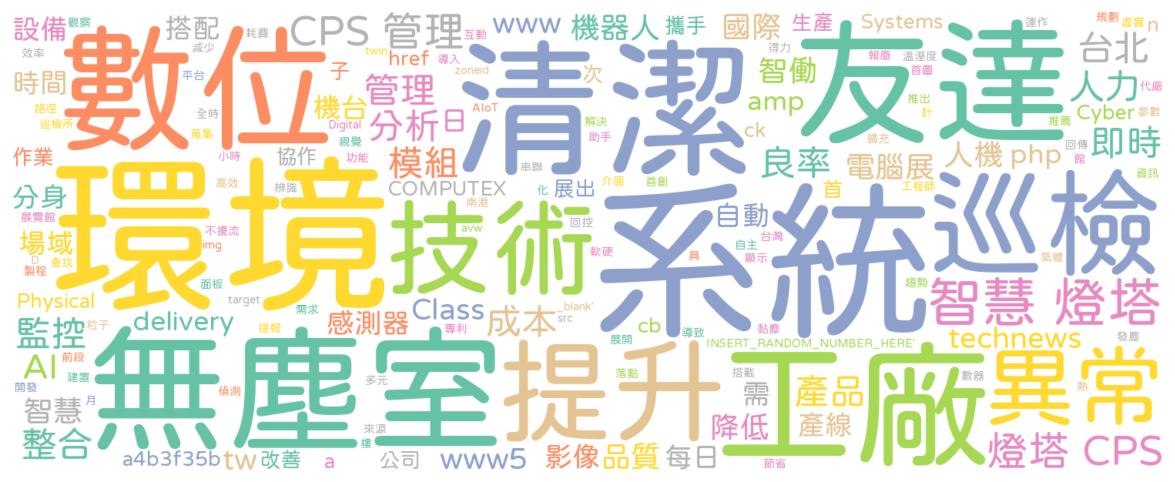 設備 觀察 搭配 CPS 管理 互動 www 機器人 攜手 國際 生產 Systems 運作 規劃 虛實 n
效率 減少 耗費 數位 twin 導入 清潔 得力 友達 報廢 溫溼度 台北
時間 平台 子 href zoneid 次 智働 首圖 人力 代廠
路徑 全時 機台 管理 AIoT 解決 amp 推出 計 Cyber 參數
巡檢所 蒐集 Digital 分析 日 助手 ck 擴充 推薦 即時
作業 小時 協作 視覺 功能 模組 串聯 良率 電腦展 人機 php 回傳 館
分身 高效 辨識 COMPUTEX 化 展出 介面 首創 首 工程師 資訊
展覽館 環境 技術 南港 回控 系統 自動 巡檢
場域 不擾流 img avw 軟硬 自主 台灣
D 查找 製程 面板 具 顯示 氣體
Physical target 需求 Class _blank' 趨勢 智慧 燈塔
監控 粒子 delivery 提報 感測器 專利 成本 src cb 導致 黏塵 technews 發塵
AI 前段 無塵室 提升 展開 INSERT_RANDOM_NUMBER_HERE' 工廠 異常
開發 建置 月 偵測 多元 落點 搭載 數器 熱
智慧 來源 需 產品
整合 樓 降低 產線
a4b3f35b tw 改善 a 公司 www5 影像 品質 每日 節省 燈塔 CPS